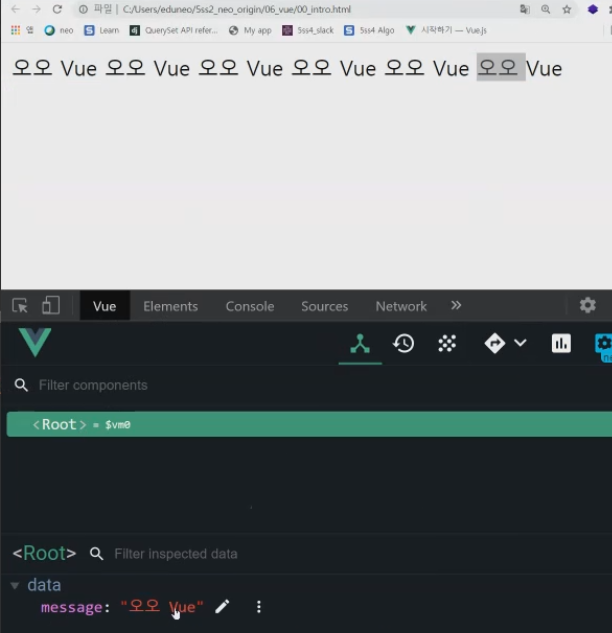 파일 | C:/Users/eduneo/5ss2_neo_origin/06_vue/00_intro.html
앱 neo Learn QuerySet API refer... My app 5ss4_slack 5ss4 Algo 시작하기 — Vue.js
오오 Vue 오오 Vue 오오 Vue 오오 Vue 오오 Vue 오오 Vue
Vue Elements Console Sources Network »
Filter components
<Root> = $vm0
<Root> Filter inspected data
data
message: "오오 Vue"